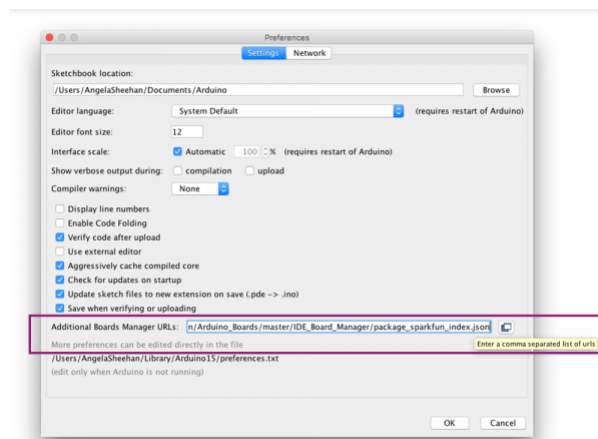 Preferences
Settings Network
Sketchbook location:
/Users/AngelaSheehan/Documents/Arduino Browse
Editor language: System Default (requires restart of Arduino)
Editor font size: 12
Interface scale: Automatic 100 % (requires restart of Arduino)
Show verbose output during: compilation upload
Compiler warnings: None
Display line numbers
Enable Code Folding
Verify code after upload
Use external editor
Aggressively cache compiled core
Check for updates on startup
Update sketch files to new extension on save (.pde -> .ino)
Save when verifying or uploading
Additional Boards Manager URLs: n/Arduino_Boards/master/IDE_Board_Manager/package_sparkfun_index.json
More preferences can be edited directly in the file
Enter a comma separated list of urls
/Users/AngelaSheehan/Library/Arduino15/preferences.txt
(edit only when Arduino is not running)
OK Cancel